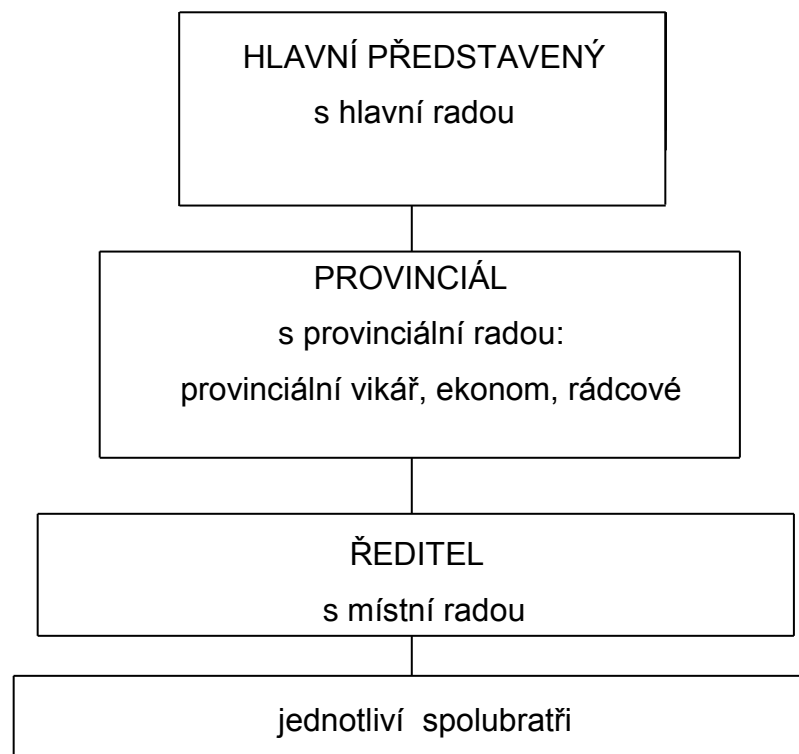 HLAVNÍ PŘEDSTAVENÝ
s hlavní radou
PROVINCIÁL
s provinciální radou:
provinciální vikář, ekonom, rádcové
ŘEDITEL
s místní radou
jednotliví spolubratři